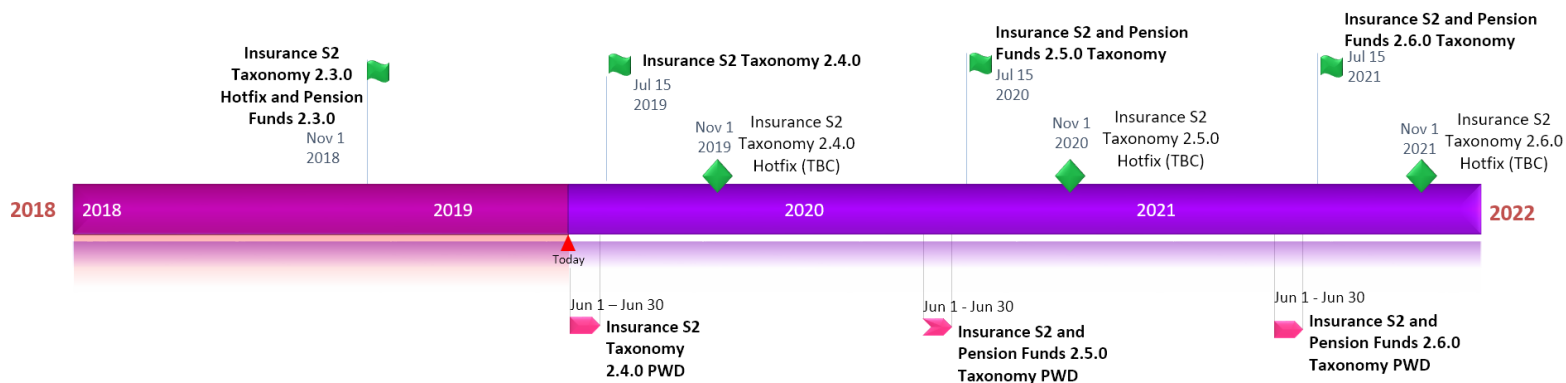 Insurance S2
Taxonomy 2.3.0
Hotfix and Pension
Funds 2.3.0
Nov 1
2018
Insurance S2 Taxonomy 2.4.0
Jul 15
2019
Nov 1
2019
Insurance S2
Taxonomy 2.4.0
Hotfix (TBC)
Insurance S2 and Pension
Funds 2.5.0 Taxonomy
Jul 15
2020
Nov 1
2020
Insurance S2
Taxonomy 2.5.0
Hotfix (TBC)
Insurance S2 and Pension
Funds 2.6.0 Taxonomy
Jul 15
2021
Nov 1
2021
Insurance S2
Taxonomy 2.6.0
Hotfix (TBC)
2018
2018
2019
2020
2021
2022
Today
Jun 1 – Jun 30
Insurance S2
Taxonomy
2.4.0 PWD
Jun 1 - Jun 30
Insurance S2 and
Pension Funds 2.5.0
Taxonomy PWD
Jun 1 - Jun 30
Insurance S2 and
Pension Funds 2.6.0
Taxonomy PWD